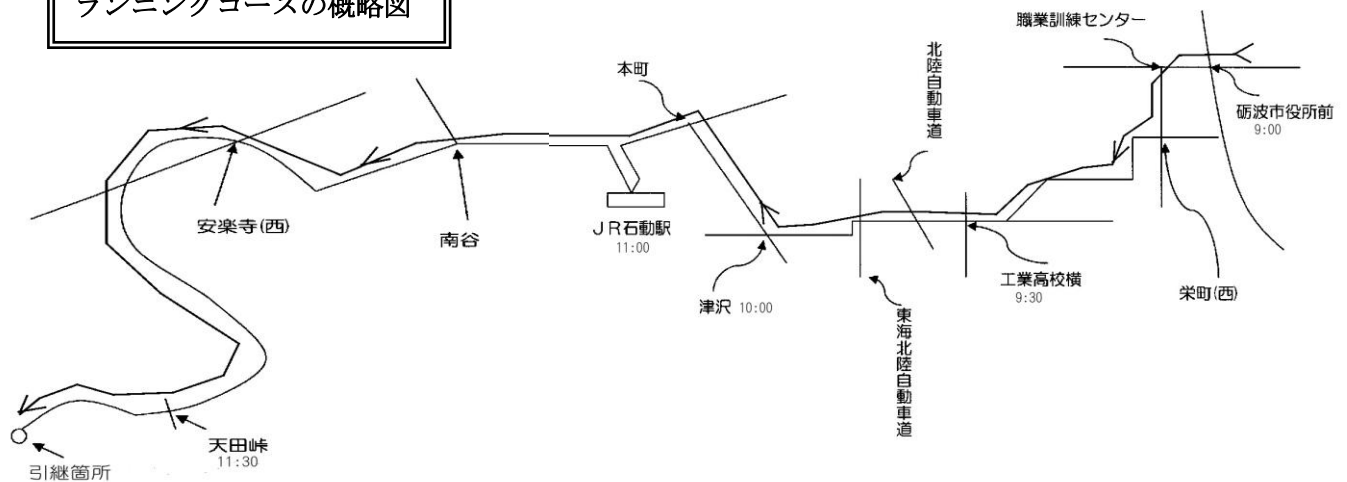 ランニングコースの概略図
職業訓練センター
北陸自動車道
本町
砺波市役所前
9:00
安楽寺(西)
南谷
JR石動駅
11:00
工業高校横
9:30
栄町(西)
津沢 10:00
東海北陸自動車道
天田峠
11:30
引継箇所